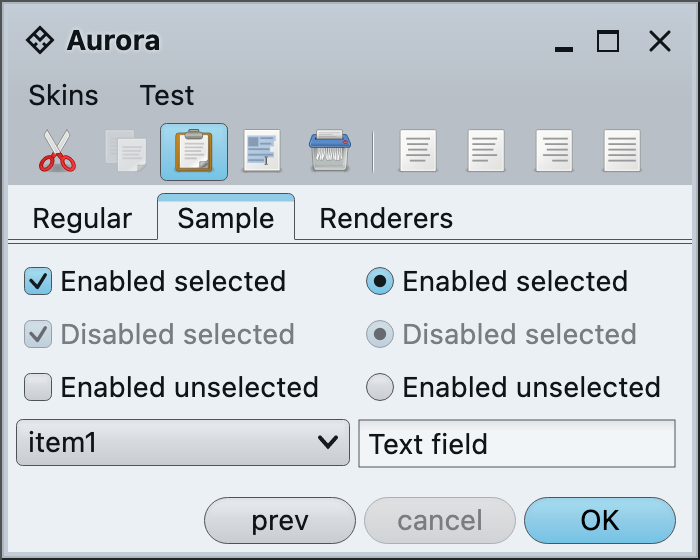 Aurora
Skins Test
Regular Sample Renderers
Enabled selected Enabled selected
Disabled selected Disabled selected
Enabled unselected Enabled unselected
item1 Text field
prev cancel OK